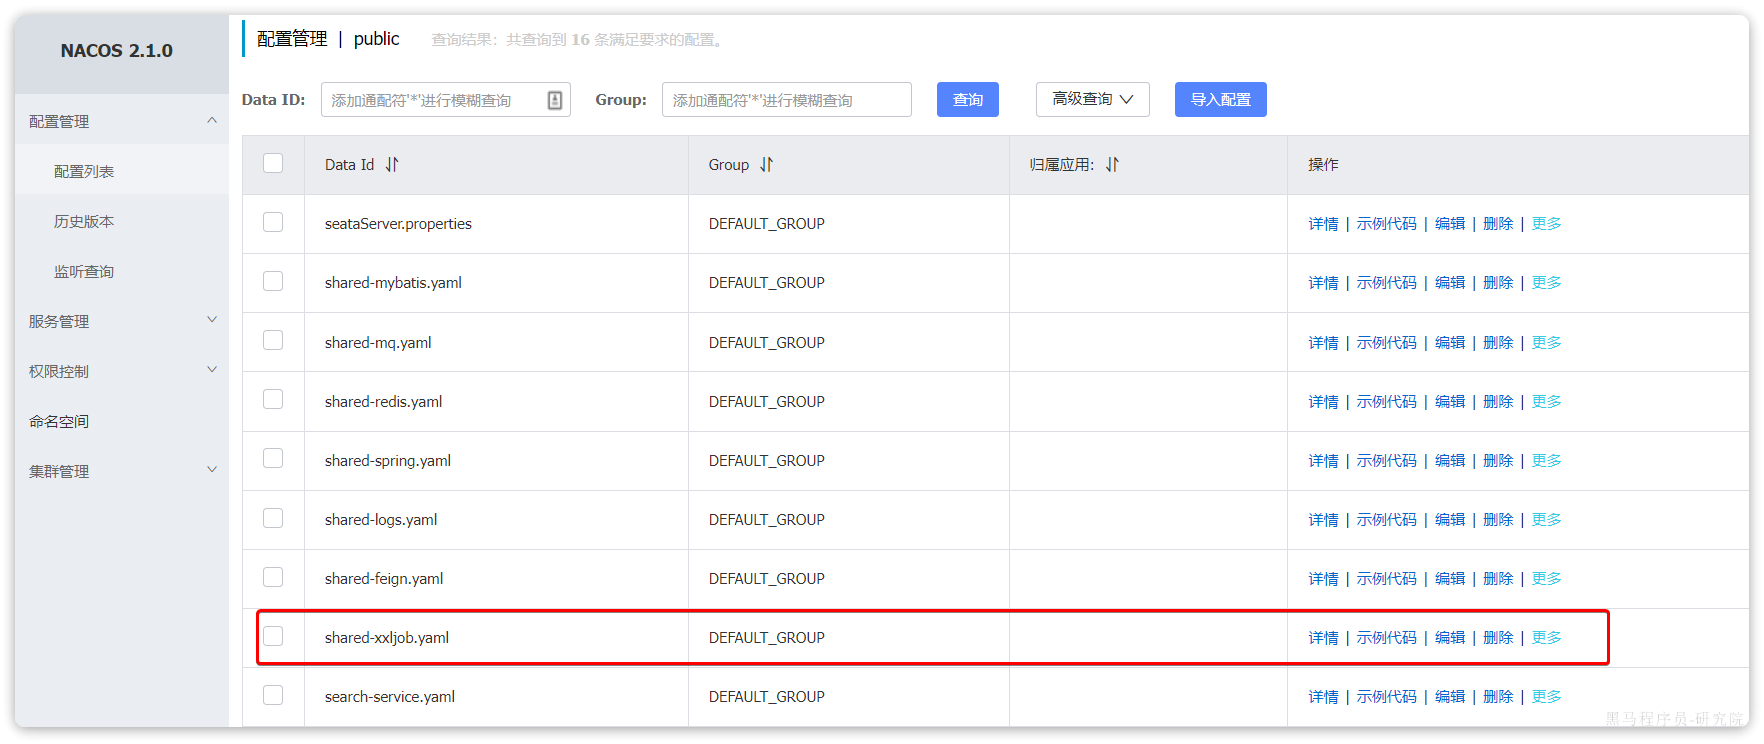 NACOS 2.1.0
配置管理
配置列表
历史版本
监听查询
服务管理
权限控制
命名空间
集群管理
配置管理 | public 查询结果：共查询到 16 条满足要求的配置。
Data ID: 添加通配符'*'进行模糊查询 Group: 添加通配符'*'进行模糊查询 查询 高级查询 导入配置
Data Id Group 归属应用: 操作
seataServer.properties DEFAULT_GROUP 详情 | 示例代码 | 编辑 | 删除 | 更多
shared-mybatis.yaml DEFAULT_GROUP 详情 | 示例代码 | 编辑 | 删除 | 更多
shared-mq.yaml DEFAULT_GROUP 详情 | 示例代码 | 编辑 | 删除 | 更多
shared-redis.yaml DEFAULT_GROUP 详情 | 示例代码 | 编辑 | 删除 | 更多
shared-spring.yaml DEFAULT_GROUP 详情 | 示例代码 | 编辑 | 删除 | 更多
shared-logs.yaml DEFAULT_GROUP 详情 | 示例代码 | 编辑 | 删除 | 更多
shared-feign.yaml DEFAULT_GROUP 详情 | 示例代码 | 编辑 | 删除 | 更多
shared-xxljob.yaml DEFAULT_GROUP 详情 | 示例代码 | 编辑 | 删除 | 更多
search-service.yaml DEFAULT_GROUP 详情 | 示例代码 | 编辑 | 删除 | 更多
黑马程序员-研究院